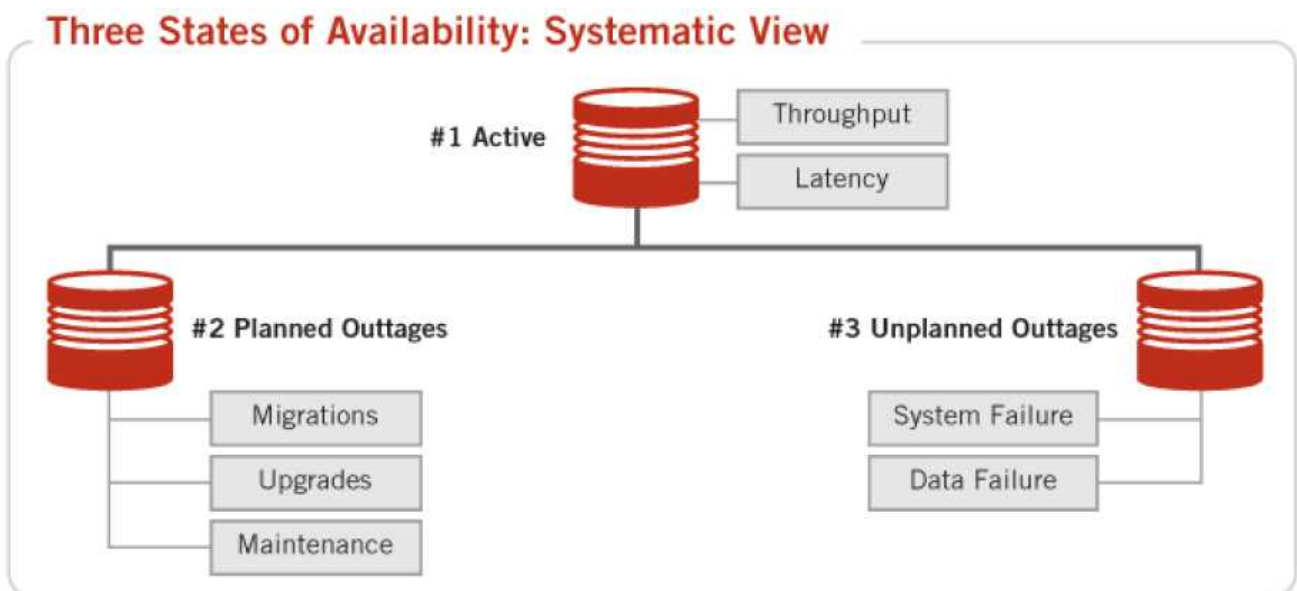 Three States of Availability: Systematic View
#1 Active
Throughput
Latency
#2 Planned Outtages
Migrations
Upgrades
Maintenance
#3 Unplanned Outtages
System Failure
Data Failure